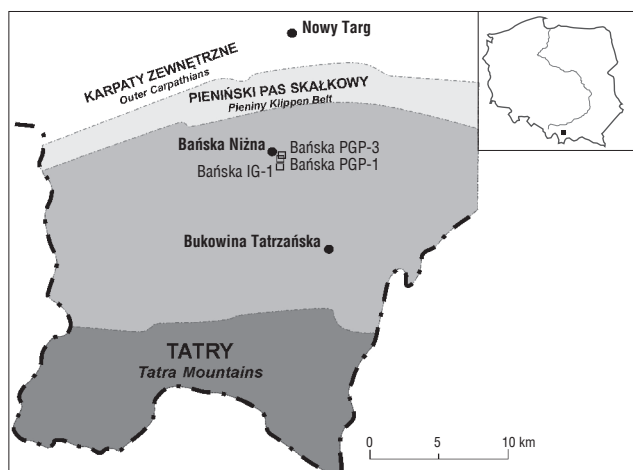 Nowy Targ
KARPATY ZEWNĘTRZNE
Outer Carpathians
PIENIŃSKI PAS SKAŁKOWY
Pieniny Klippen Belt
Bańska Niżna
Bańska PGP-3
Bańska IG-1
Bańska PGP-1
Bukowina Tatrzańska
TATRY
Tatra Mountains
0 5 10 km